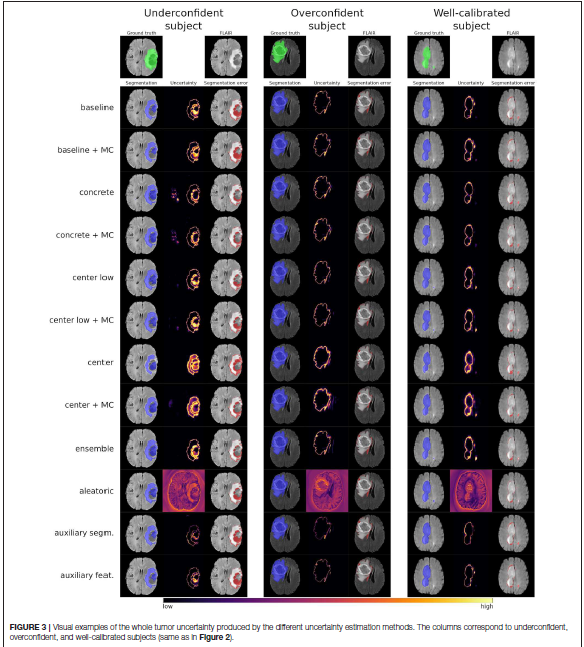 Underconfident subject
Overconfident subject
Well-calibrated subject
Ground truth FLAIR Ground truth FLAIR Ground truth FLAIR
Segmentation Uncertainty Segmentation error Segmentation Uncertainty Segmentation error Segmentation Uncertainty Segmentation error
baseline
baseline + MC
concrete
concrete + MC
center low
center low + MC
center
center + MC
ensemble
aleatoric
auxiliary segm.
auxiliary feat.
low high
FIGURE 3 | Visual examples of the whole tumor uncertainty produced by the different uncertainty estimation methods. The columns correspond to underconfident,
overconfident, and well-calibrated subjects (same as in Figure 2).